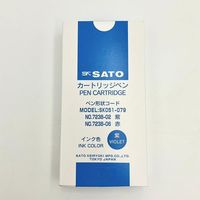 SK SATO
カートリッジペン
PEN CARTRIDGE
ペン形状コード
MODEL:SK051-079
NO.7238-02 紫
NO.7238-06 赤
インク色
INK COLOR
紫
VIOLET
SATO KEIRYOKI MFG.CO.,LTD.
TOKYO JAPAN